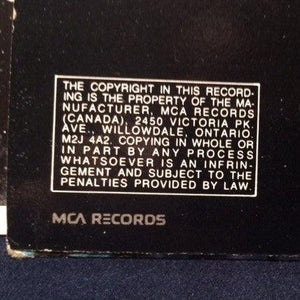 THE COPYRIGHT IN THIS RECORD-
ING IS THE PROPERTY OF THE MA-
NUFACTURER, MCA RECORDS
(CANADA), 2450 VICTORIA PK.
AVE., WILLOWDALE, ONTARIO.
M2J 4A2. COPYING IN WHOLE OR
IN PART BY ANY PROCESS
WHATSOEVER IS AN INFRIN-
GEMENT AND SUBJECT TO THE
PENALTIES PROVIDED BY LAW.
MCA RECORDS